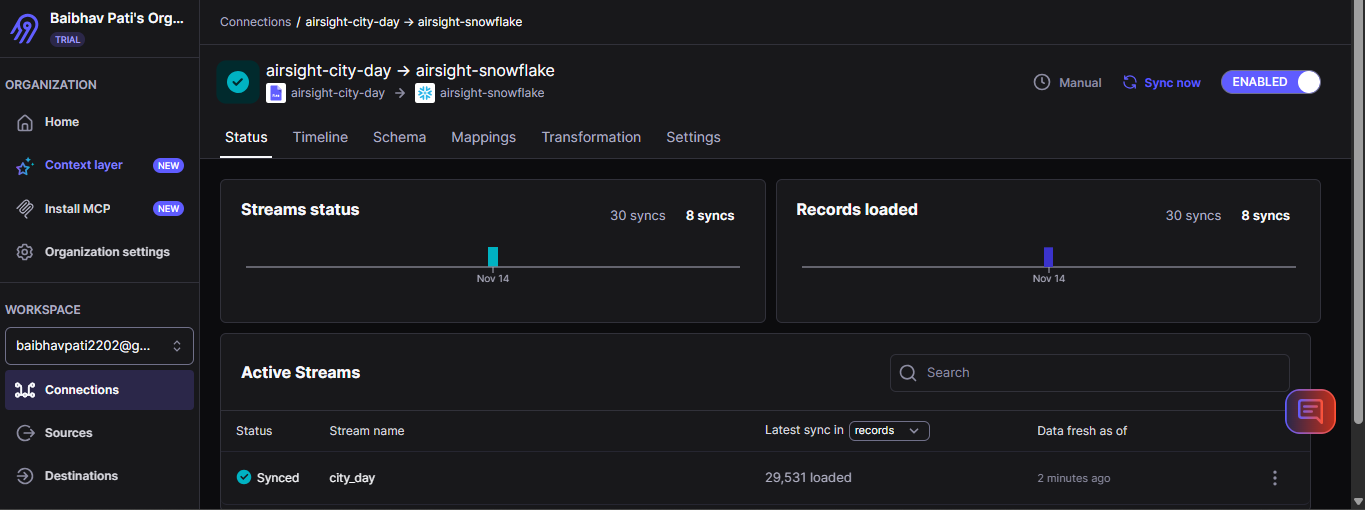 Baibhav Pati's Org...
TRIAL
ORGANIZATION
Home
Context layer NEW
Install MCP NEW
Organization settings
WORKSPACE
baibhavpati2202@g...
Connections
Sources
Destinations
Connections / airsight-city-day → airsight-snowflake
airsight-city-day → airsight-snowflake
airsight-city-day → airsight-snowflake
Manual Sync now ENABLED
Status Timeline Schema Mappings Transformation Settings
Streams status 30 syncs 8 syncs
Nov 14
Records loaded 30 syncs 8 syncs
Nov 14
Active Streams Search
Status Stream name Latest sync in records Data fresh as of
Synced city_day 29,531 loaded 2 minutes ago